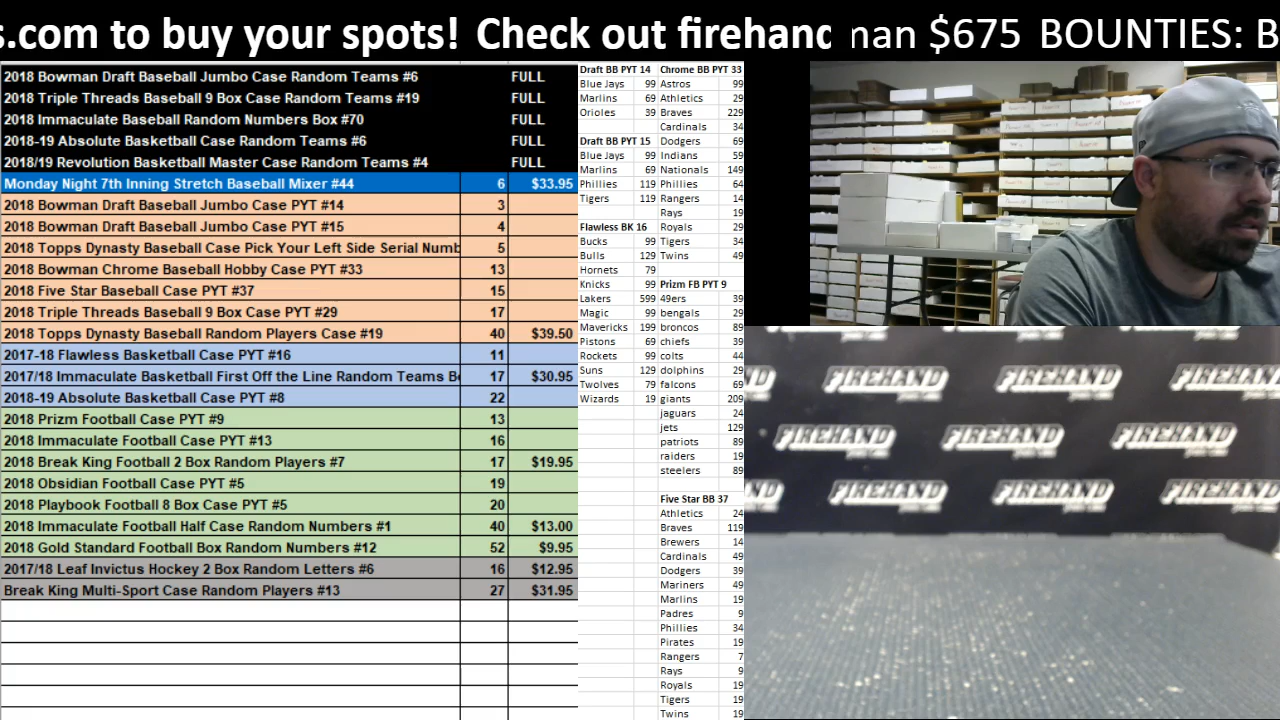 s.com to buy your spots! Check out firehand
nan $675 BOUNTIES: B
2018 Bowman Draft Baseball Jumbo Case Random Teams #6 FULL
2018 Triple Threads Baseball 9 Box Case Random Teams #19 FULL
2018 Immaculate Baseball Random Numbers Box #70 FULL
2018-19 Absolute Basketball Random Teams #6 FULL
2018/19 Revolution Basketball Master Case Random Teams #4 FULL
Monday Night 7th Inning Stretch Baseball Mixer #44 6 $33.95
2018 Bowman Draft Baseball Jumbo Case PYT #14 3
2018 Bowman Draft Baseball Jumbo Case PYT #15 4
2018 Topps Dynasty Baseball Case Pick Your Left Side Serial Numb 5
2018 Bowman Chrome Baseball Hobby Case PYT #33 13
2018 Five Star Baseball Case PYT #37 15
2018 Triple Threads Baseball 9 Box Case PYT #29 17
2018 Topps Dynasty Baseball Random Players Case #19 40 $39.50
2017-18 Flawless Basketball Case PYT #16 11
2017/18 Immaculate Basketball First Off the Line Random Teams Bo 17 $30.95
2018-19 Absolute Basketball Case PYT #8 22
2018 Prizm Football Case PYT #9 13
2018 Immaculate Football Case PYT #13 16
2018 Break King Football 2 Box Random Players #7 17 $19.95
2018 Obsidian Football Case PYT #5 19
2018 Playbook Football 8 Box Case PYT #5 20
2018 Immaculate Football Half Case Random Numbers #1 40 $13.00
2018 Gold Standard Football Box Random Numbers #12 52 $9.95
2017/18 Leaf Invictus Hockey 2 Box Random Letters #6 16 $12.95
Break King Multi-Sport Case Random Players #13 27 $31.95
Draft BB PYT 14
Blue Jays 99
Marlins 69
Orioles 39
Draft BB PYT 15
Blue Jays 99
Marlins 69
Phillies 119
Tigers 119
Flawless BK 16
Bucks 99
Bulls 129
Hornets 79
Knicks 99
Lakers 599
Magic 99
Mavericks 199
Pistons 69
Rockets 99
Suns 129
Twolves 79
Wizards 19
Chrome BB PYT 33
Astros 99
Athletics 29
Braves 229
Cardinals 34
Dodgers 69
Indians 59
Nationals 149
Phillies 64
Rangers 14
Rays 19
Royals 29
Tigers 34
Twins 49
Prizm FB PYT 9
49ers 39
bengals 29
broncos 89
chiefs 39
colts 44
dolphins 29
falcons 69
giants 209
jaguars 24
jets 129
patriots 89
raiders 19
steelers 89
Five Star BB 37
Athletics 24
Braves 119
Brewers 14
Cardinals 49
Dodgers 39
Mariners 49
Marlins 19
Padres 9
Phillies 34
Pirates 19
Rangers 7
Rays 9
Royals 19
Tigers 19
Twins 19
FIREHAND FIREHAND
FIREHAND FIREHAND FIREHAND
FIREHAND FIREHAND